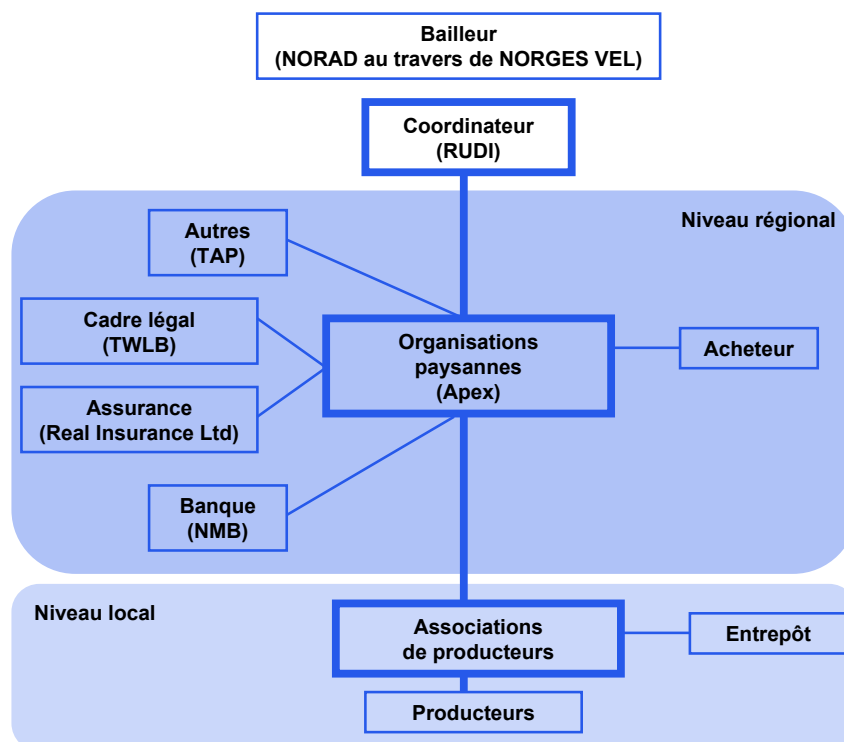 Bailleur
(NORAD au travers de NORGES VEL)
Coordinateur
(RUDI)
Niveau régional
Autres
(TAP)
Cadre légal
(TWLB)
Organisations
paysannes
(Apex)
Acheteur
Assurance
(Real Insurance Ltd)
Banque
(NMB)
Niveau local
Associations
de producteurs
Entrepôt
Producteurs